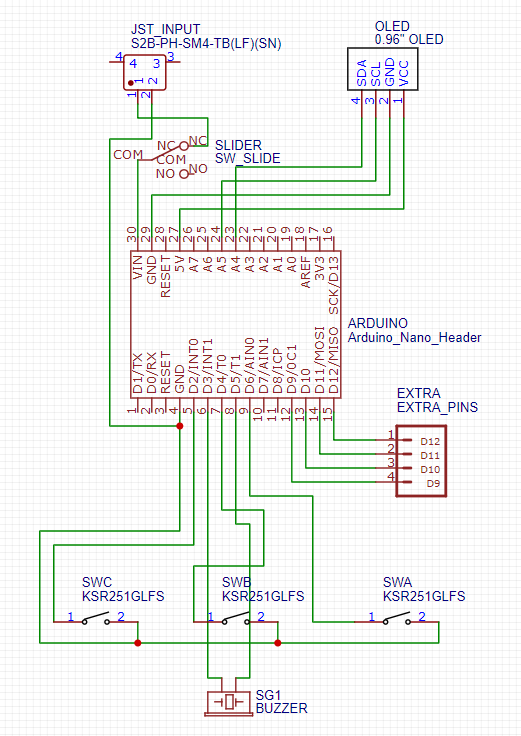 JST_INPUT
S2B-PH-SM4-TB(LF)(SN)
4 4 3 3
1 2
1 2
OLED
0.96" OLED
SDA SCL GND VCC
4 3 2 1
NC NC
COM COM
NO NO
SLIDER
SW_SLIDE
30 29 28 27 26 25 24 23 22 21 20 19 18 17 16
VIN GND RESET 5V A7 A6 A5 A4 A3 A2 A1 A0 AREF 3V3 SCK/D13
ARDUINO
Arduino_Nano_Header
D1/TX D0/RX RESET GND D2/INT0 D3/INT1 D4/T0 D5/T1 D6/AIN0 D7/AIN1 D8/ICP D9/OC1 D10 D11/MOSI D12/MISO
1 2 3 4 5 6 7 8 9 10 11 12 13 14 15
EXTRA
EXTRA_PINS
1 D12
2 D11
3 D10
4 D9
SWC
KSR251GLFS
1 2
SWB
KSR251GLFS
1 2
SWA
KSR251GLFS
1 2
SG1
BUZZER